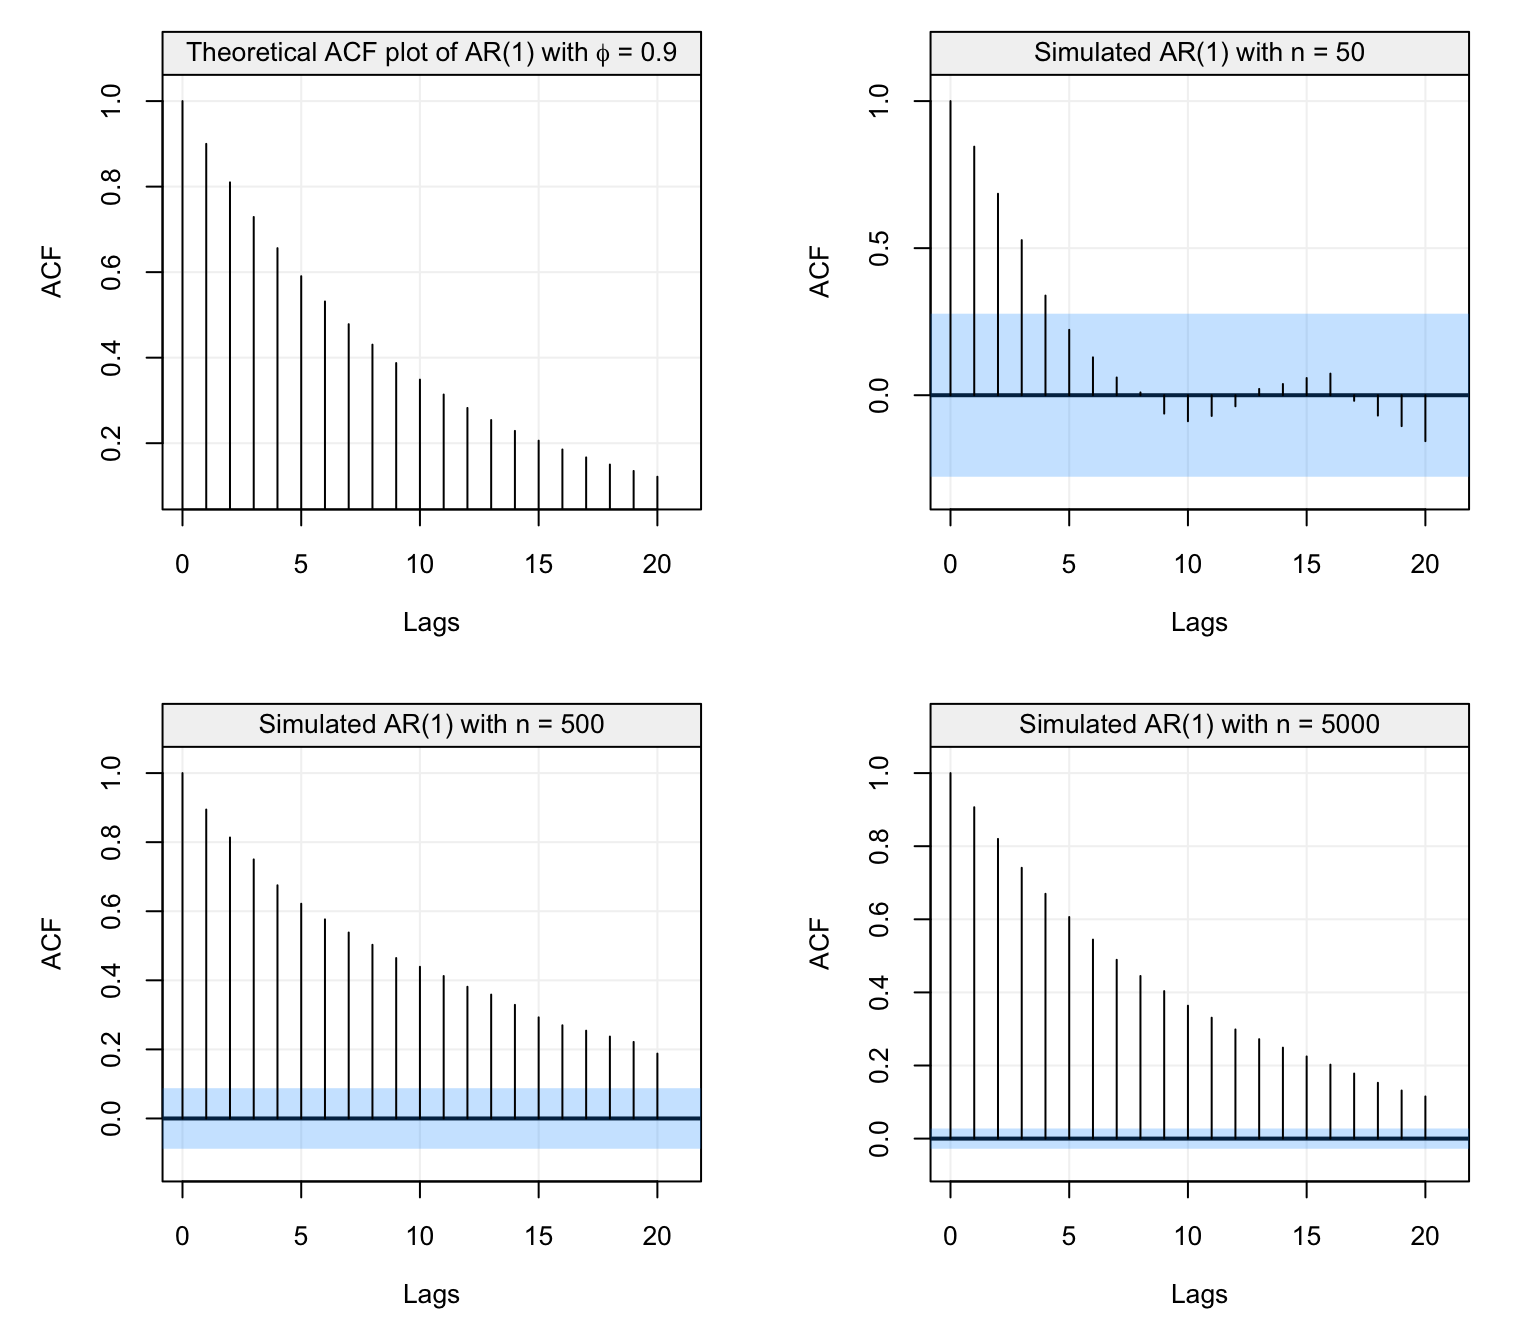 Theoretical ACF plot of AR(1) with ϕ = 0.9
ACF
1.0
0.8
0.6
0.4
0.2
0 5 10 15 20
Lags
Simulated AR(1) with n = 50
ACF
1.0
0.5
0.0
0 5 10 15 20
Lags
Simulated AR(1) with n = 500
ACF
1.0
0.8
0.6
0.4
0.2
0.0
0 5 10 15 20
Lags
Simulated AR(1) with n = 5000
ACF
1.0
0.8
0.6
0.4
0.2
0.0
0 5 10 15 20
Lags